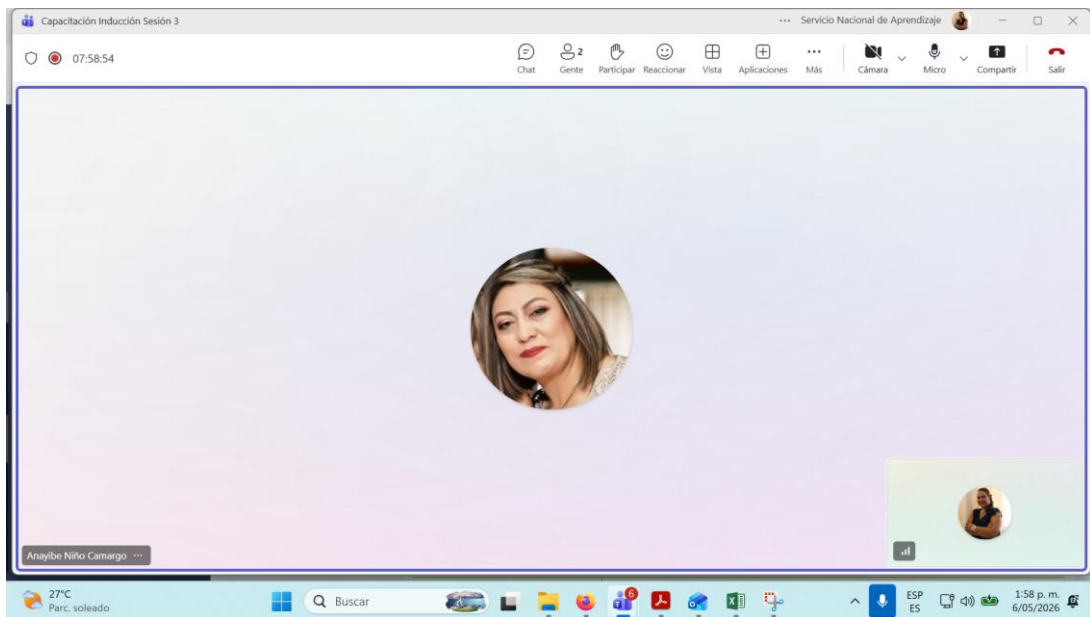 Capacitación Inducción Sesión 3
··· Servicio Nacional de Aprendizaje
07:58:54
Chat
2
Gente
Participar
Reaccionar
Vista
Aplicaciones
Más
Cámara
Micro
Compartir
Salir
Anayibe Niño Camargo ···
27°C
Parc. soleado
Buscar
6
ESP
ES
1:58 p. m.
6/05/2026